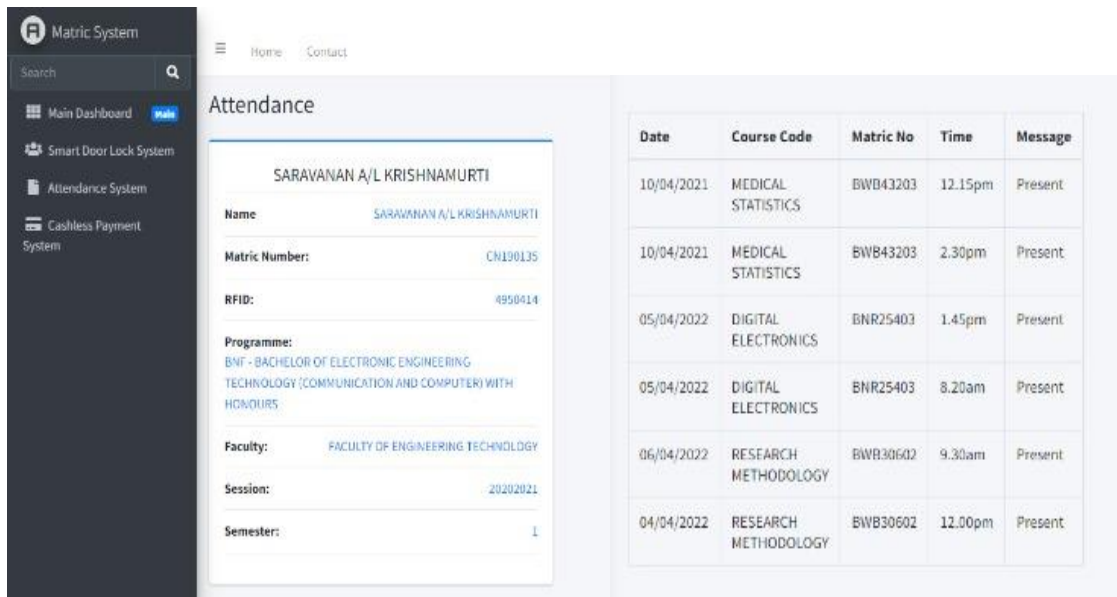 Matric System
Search
Main Dashboard Main
Smart Door Lock System
Attendance System
Cashless Payment
System
Home Contact
Attendance
SARAVANAN A/L KRISHNAMURTI
Name SARAVANAN A/L KRISHNAMURTI
Matric Number: CN190135
RFID: 4950414
Programme:
BNF - BACHELOR OF ELECTRONIC ENGINEERING
TECHNOLOGY (COMMUNICATION AND COMPUTER) WITH
HONOURS
Faculty: FACULTY OF ENGINEERING TECHNOLOGY
Session: 20202021
Semester: 1
Date Course Code Matric No Time Message
10/04/2021 MEDICAL BWB43203 12.15pm Present
STATISTICS
10/04/2021 MEDICAL BWB43203 2.30pm Present
STATISTICS
05/04/2022 DIGITAL BNR25403 1.45pm Present
ELECTRONICS
05/04/2022 DIGITAL BNR25403 8.20am Present
ELECTRONICS
06/04/2022 RESEARCH BWB30602 9.30am Present
METHODOLOGY
04/04/2022 RESEARCH BWB30602 12.00pm Present
METHODOLOGY